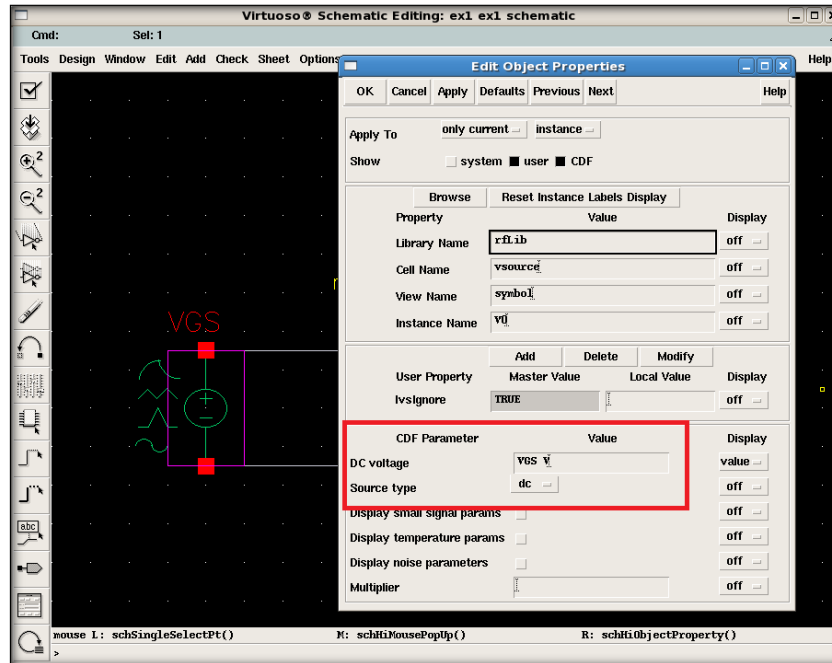 Virtuoso® Schematic Editing: ex1 ex1 schematic
Cmd: Sel: 1
Tools Design Window Edit Add Check Sheet Options Help
Edit Object Properties
OK Cancel Apply Defaults Previous Next Help
Apply To only current instance
Show system user CDF
Browse Reset Instance Labels Display
Property Value Display
Library Name rfLib off
Cell Name vsource off
View Name symbol off
Instance Name V0 off
Add Delete Modify
User Property Master Value Local Value Display
lvsIgnore TRUE off
CDF Parameter Value Display
DC voltage VGS V value
Source type dc off
Display small signal params off
Display temperature params off
Display noise parameters off
Multiplier off
VGS
2
2
abc
mouse L: schSingleSelectPt() M: schHiMousePopUp() R: schHiObjectProperty()
>